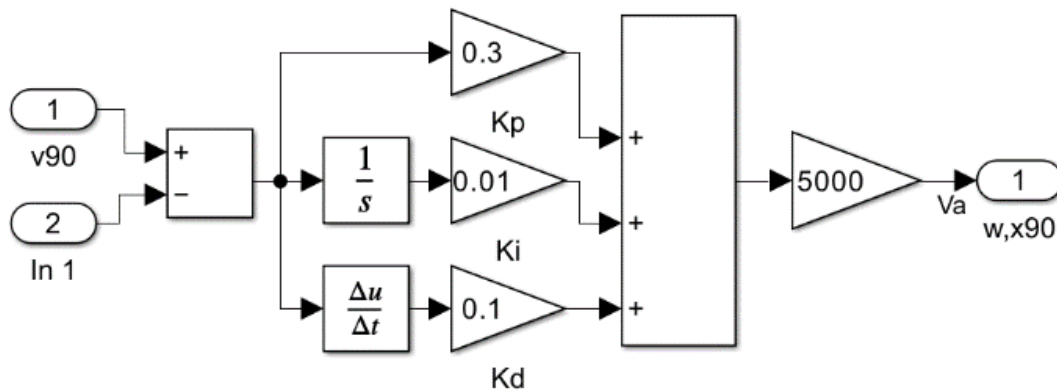 0.3
Kp
1
v90
+
−
2
In 1
1
s
0.01
Ki
Δu
Δt
0.1
Kd
+
+
+
5000
Va
1
w,x90